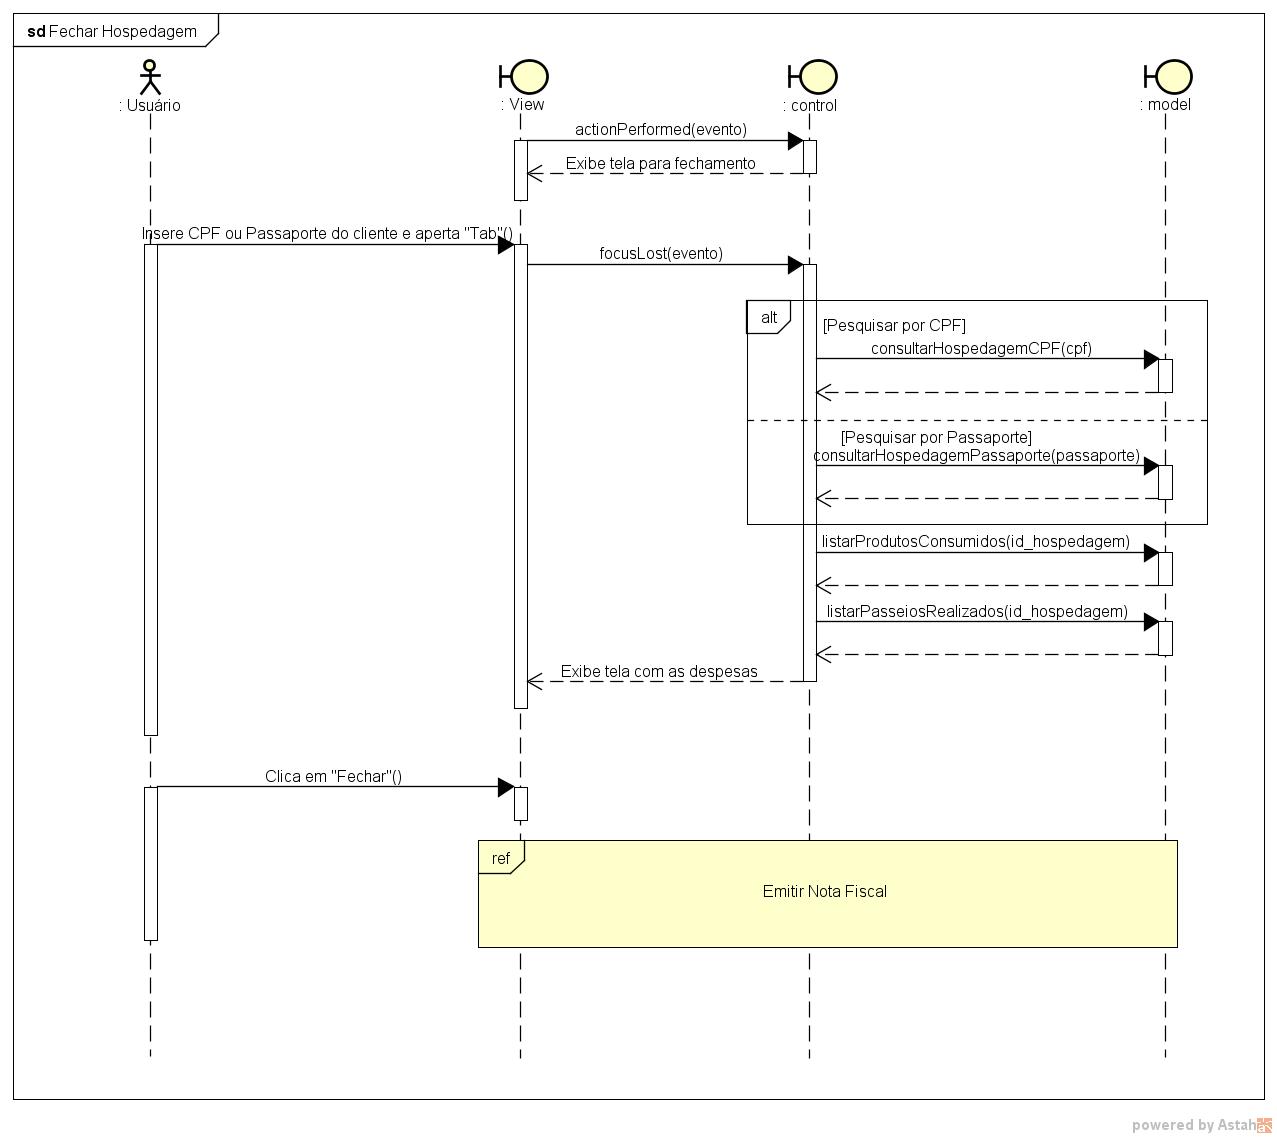 sd Fechar Hospedagem
: Usuário
: View
: control
: model
actionPerformed(evento)
Exibe tela para fechamento
Insere CPF ou Passaporte do cliente e aperta "Tab"()
focusLost(evento)
alt
[Pesquisar por CPF]
consultarHospedagemCPF(cpf)
[Pesquisar por Passaporte]
consultarHospedagemPassaporte(passaporte)
listarProdutosConsumidos(id_hospedagem)
listarPasseiosRealizados(id_hospedagem)
Exibe tela com as despesas
Clica em "Fechar"()
ref
Emitir Nota Fiscal
powered by Astah